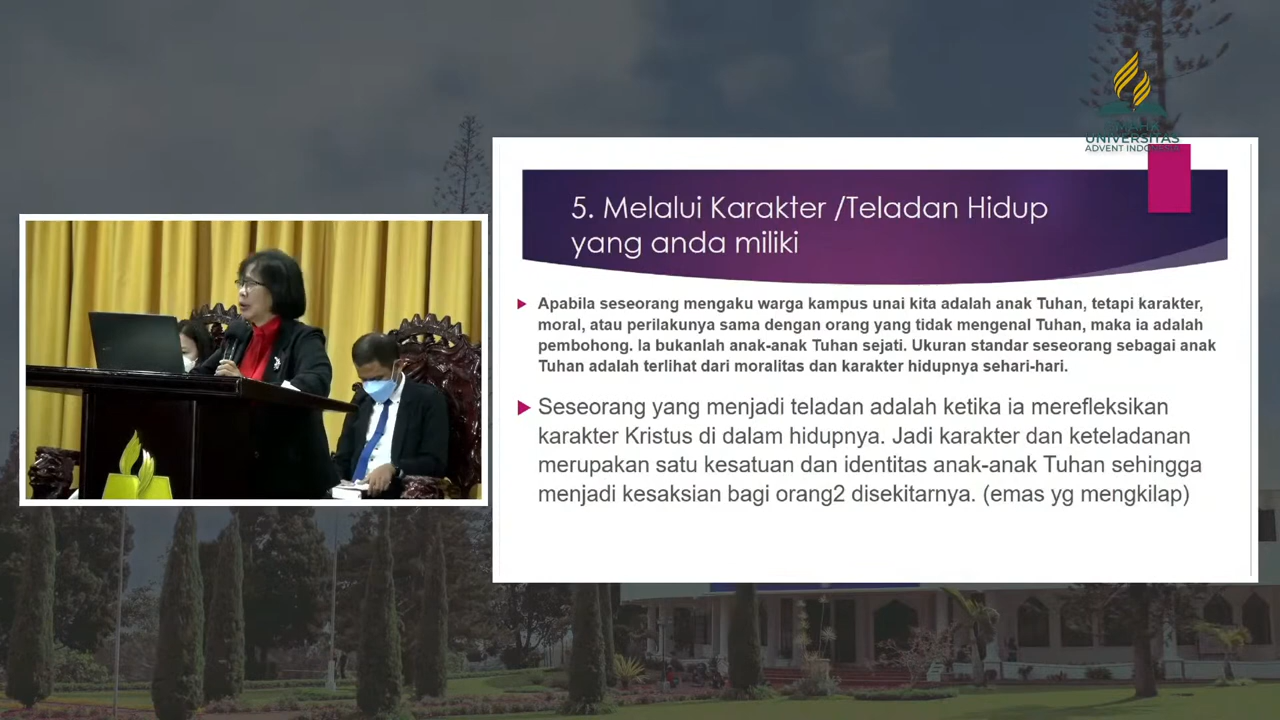 UNIVERSITAS
ADVENT INDONESIA
5. Melalui Karakter /Teladan Hidup
yang anda miliki
Apabila seseorang mengaku warga kampus unai kita adalah anak Tuhan, tetapi karakter,
moral, atau perilakunya sama dengan orang yang tidak mengenal Tuhan, maka ia adalah
pembohong. Ia bukanlah anak-anak Tuhan sejati. Ukuran standar seseorang sebagai anak
Tuhan adalah terlihat dari moralitas dan karakter hidupnya sehari-hari.
Seseorang yang menjadi teladan adalah ketika ia merefleksikan
karakter Kristus di dalam hidupnya. Jadi karakter dan keteladanan
merupakan satu kesatuan dan identitas anak-anak Tuhan sehingga
menjadi kesaksian bagi orang2 disekitarnya. (emas yg mengkilap)